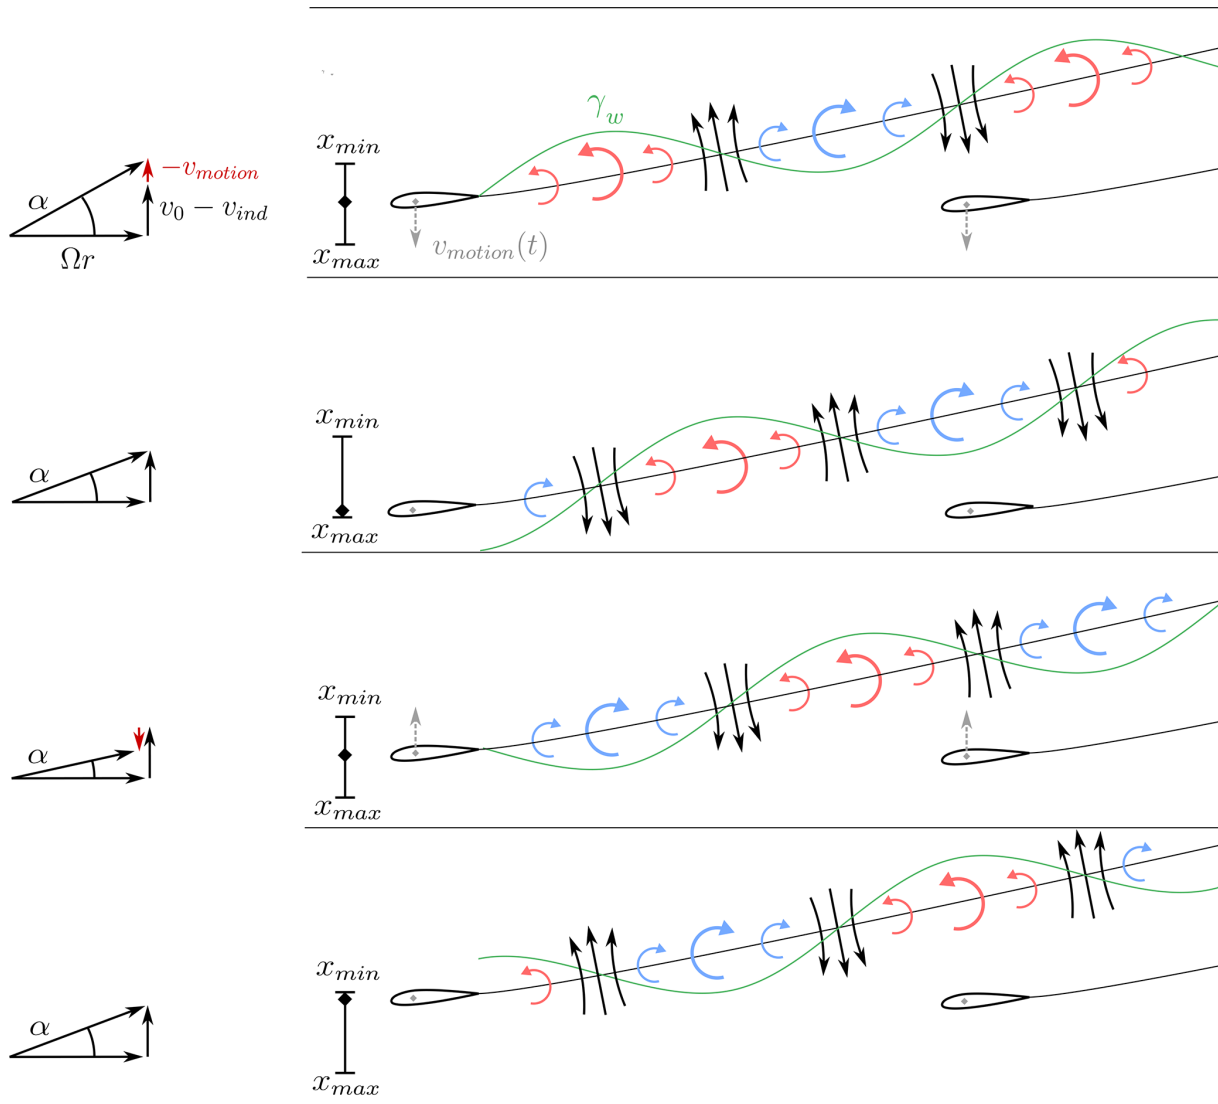 γ_w
x_min
−v_motion
α
v_0 − v_ind
Ωr
v_motion(t)
x_max
x_min
α
x_max
x_min
α
x_max
x_min
α
x_max